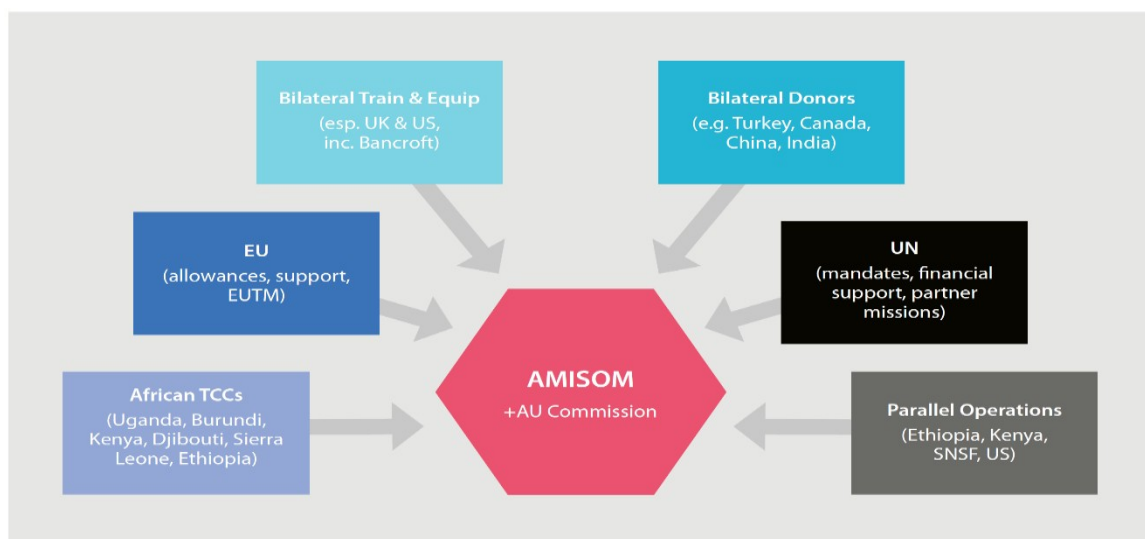 Bilateral Train & Equip
(esp. UK & US,
inc. Bancroft)
Bilateral Donors
(e.g. Turkey, Canada,
China, India)
EU
(allowances, support,
EUTM)
UN
(mandates, financial
support, partner
missions)
African TCCs
(Uganda, Burundi,
Kenya, Djibouti, Sierra
Leone, Ethiopia)
AMISOM
+AU Commission
Parallel Operations
(Ethiopia, Kenya,
SNSF, US)